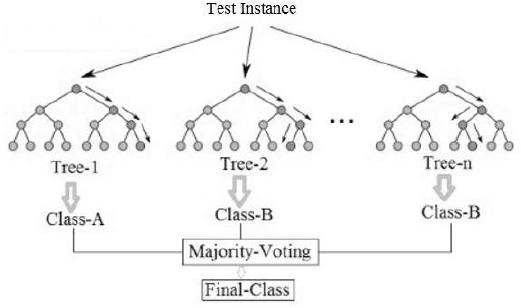 Test Instance
...
Tree-1 Tree-2 Tree-n
Class-A Class-B Class-B
Majority-Voting
Final-Class